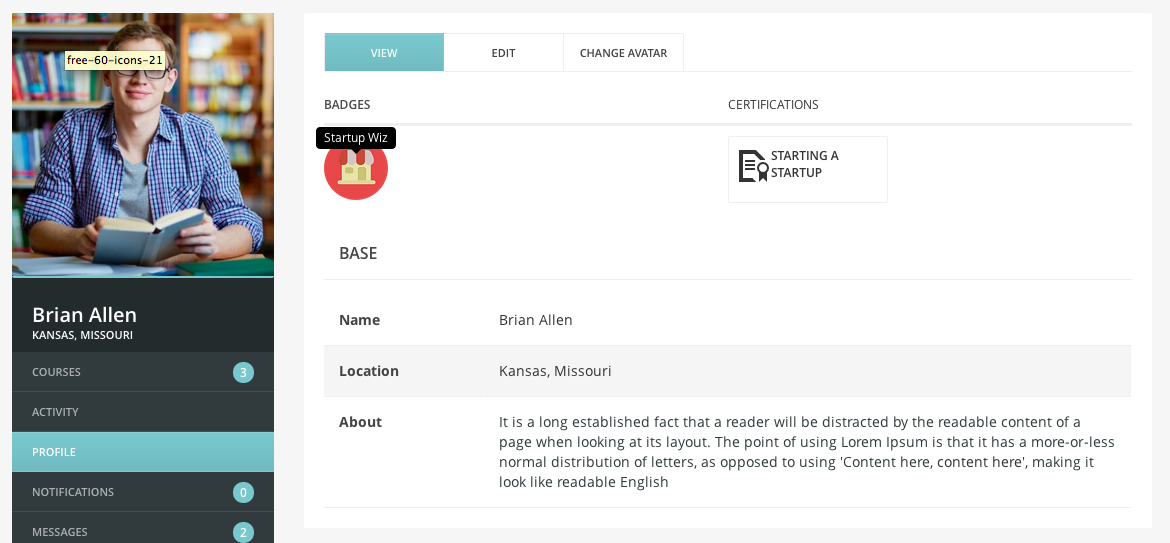 free-60-icons-21
Brian Allen
KANSAS, MISSOURI
COURSES 3
ACTIVITY
PROFILE
NOTIFICATIONS 0
MESSAGES 2
VIEW EDIT CHANGE AVATAR
BADGES CERTIFICATIONS
Startup Wiz
STARTING A
STARTUP
BASE
Name Brian Allen
Location Kansas, Missouri
About It is a long established fact that a reader will be distracted by the readable content of a
page when looking at its layout. The point of using Lorem Ipsum is that it has a more-or-less
normal distribution of letters, as opposed to using 'Content here, content here', making it
look like readable English